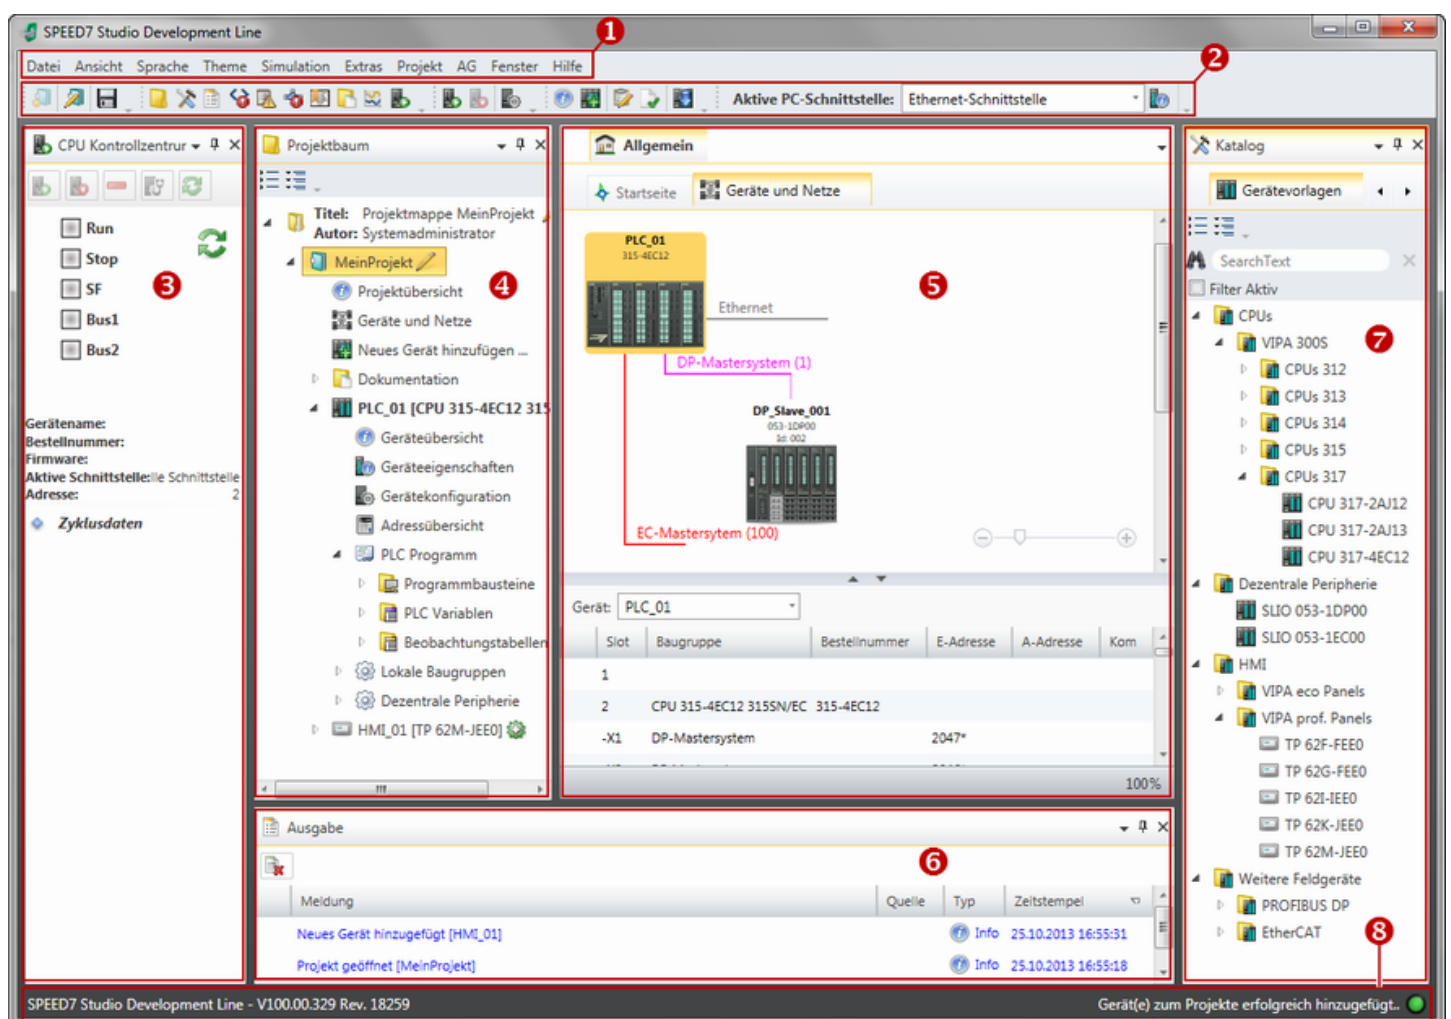 SPEED7 Studio Development Line
1
Datei Ansicht Sprache Theme Simulation Extras Projekt AG Fenster Hilfe
2
Aktive PC-Schnittstelle: Ethernet-Schnittstelle
CPU Kontrollzentrur
Run
Stop
SF
Bus1
Bus2
3
Gerätename:
Bestellnummer:
Firmware:
Aktive Schnittstelle:lle Schnittstelle
Adresse: 2
Zyklusdaten
Projektbaum
Titel: Projektmappe MeinProjekt
Autor: Systemadministrator
MeinProjekt
4
Projektübersicht
Geräte und Netze
Neues Gerät hinzufügen ...
Dokumentation
PLC_01 [CPU 315-4EC12 315
Geräteübersicht
Geräteeigenschaften
Gerätekonfiguration
Adressübersicht
PLC Programm
Programmbausteine
PLC Variablen
Beobachtungstabellen
Lokale Baugruppen
Dezentrale Peripherie
HMI_01 [TP 62M-JEE0]
Allgemein
Startseite Geräte und Netze
PLC_01
315-4EC12
5
Ethernet
DP-Mastersystem (1)
DP_Slave_001
053-1DP00
Id: 002
EC-Mastersytem (100)
Gerät: PLC_01
Slot Baugruppe Bestellnummer E-Adresse A-Adresse Kom
1
2 CPU 315-4EC12 315SN/EC 315-4EC12
-X1 DP-Mastersystem 2047*
100%
Ausgabe
6
Meldung Quelle Typ Zeitstempel
Neues Gerät hinzugefügt [HMI_01] Info 25.10.2013 16:55:31
Projekt geöffnet [MeinProjekt] Info 25.10.2013 16:55:18
Katalog
Gerätevorlagen
SearchText
Filter Aktiv
CPUs
7
VIPA 300S
CPUs 312
CPUs 313
CPUs 314
CPUs 315
CPUs 317
CPU 317-2AJ12
CPU 317-2AJ13
CPU 317-4EC12
Dezentrale Peripherie
SLIO 053-1DP00
SLIO 053-1EC00
HMI
VIPA eco Panels
VIPA prof. Panels
TP 62F-FEE0
TP 62G-FEE0
TP 62I-IEE0
TP 62K-JEE0
TP 62M-JEE0
Weitere Feldgeräte
PROFIBUS DP
EtherCAT
8
SPEED7 Studio Development Line - V100.00.329 Rev. 18259
Gerät(e) zum Projekte erfolgreich hinzugefügt..